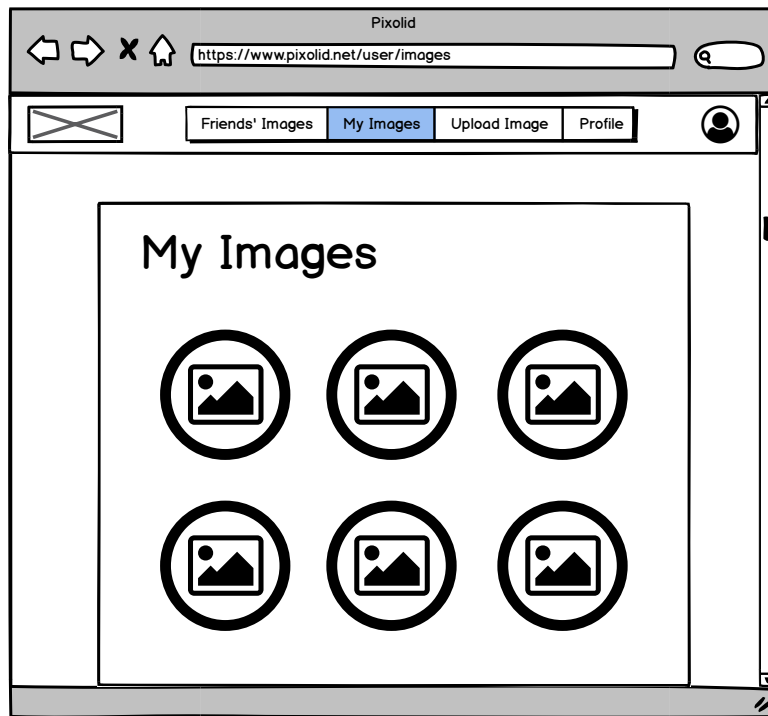 Pixolid
https://www.pixolid.net/user/images
Friends' Images My Images Upload Image Profile
My Images